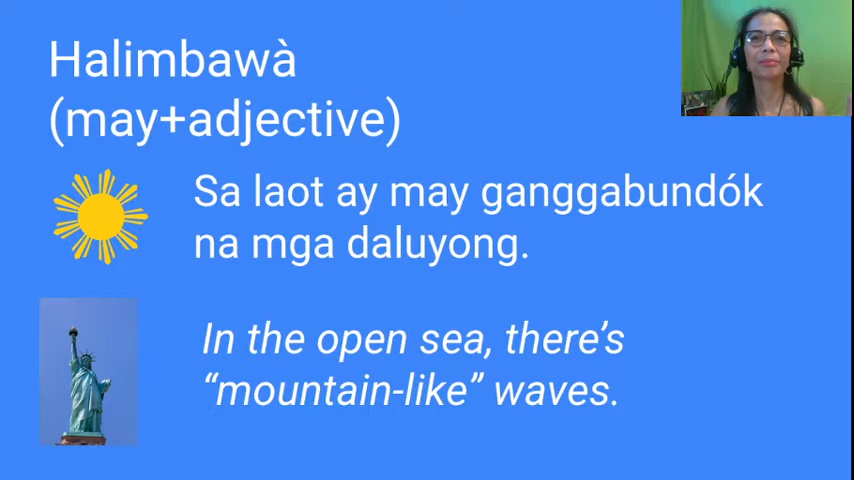 Halimbawà
(may+adjective)
Sa laot ay may ganggabundók
na mga daluyong.
In the open sea, there’s
“mountain-like” waves.